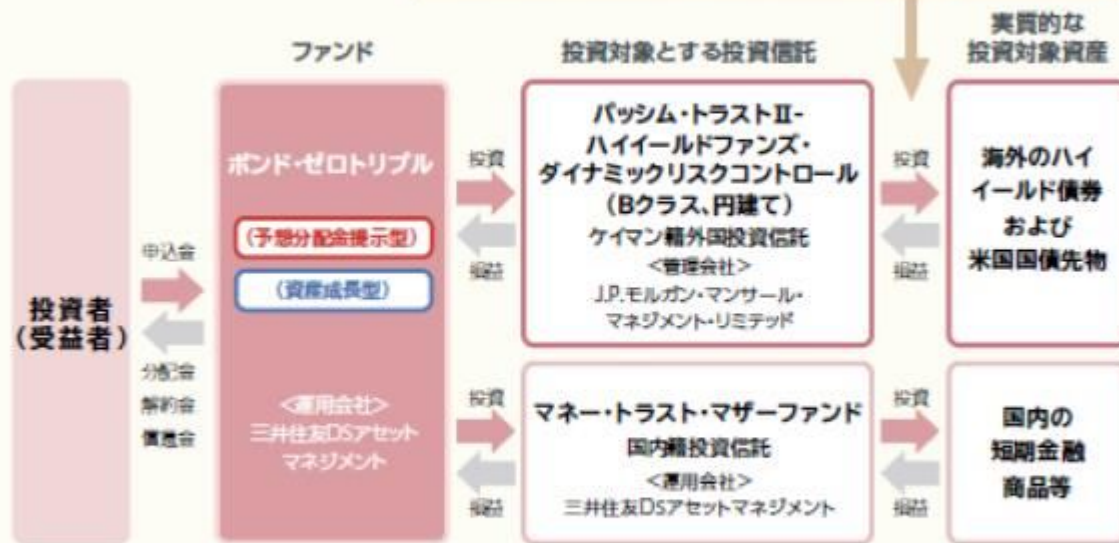 ファンド
投資対象とする投資信託
実質的な
投資対象資産
投資者
(受益者)
申込金
分配金
解約金
償還金
ボンド・ゼロトリプル
(予想分配金提示型)
(資産成長型)
<運用会社>
三井住友DSアセット
マネジメント
投資
損益
パッシム・トラストⅡ-
ハイイールドファンズ・
ダイナミックリスクコントロール
(Bクラス、円建て)
ケイマン籍外国投資信託
<管理会社>
J.P.モルガン・マンサール・
マネジメント・リミテッド
投資
損益
海外のハイ
イールド債券
および
米国国債先物
投資
損益
マネー・トラスト・マザーファンド
国内籍投資信託
<運用会社>
三井住友DSアセットマネジメント
投資
損益
国内の
短期金融
商品等